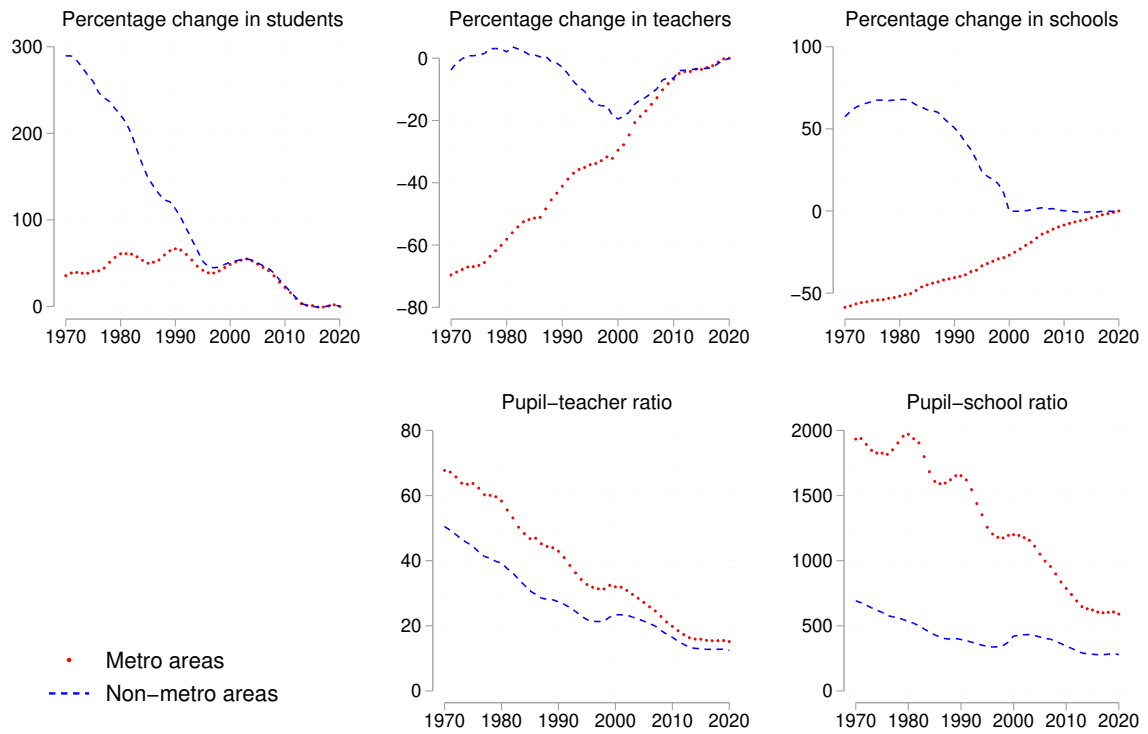 Percentage change in students
300
200
100
0
1970 1980 1990 2000 2010 2020
Percentage change in teachers
0
−20
−40
−60
−80
1970 1980 1990 2000 2010 2020
Percentage change in schools
100
50
0
−50
1970 1980 1990 2000 2010 2020
Pupil−teacher ratio
80
60
40
20
0
1970 1980 1990 2000 2010 2020
Pupil−school ratio
2000
1500
1000
500
0
1970 1980 1990 2000 2010 2020
Metro areas
Non−metro areas